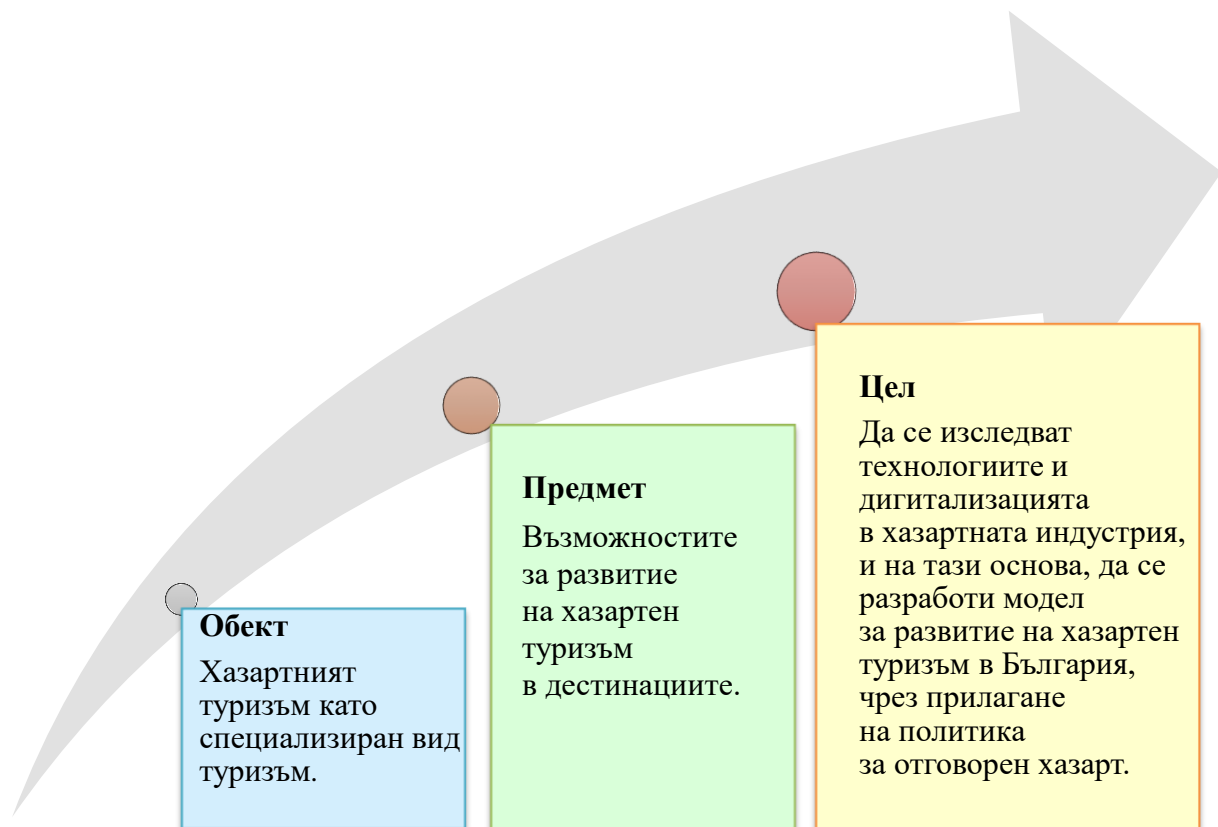 Обект
Хазартният
туризъм като
специализиран вид
туризъм.
Предмет
Възможностите
за развитие
на хазартен
туризъм
в дестинациите.
Цел
Да се изследват
технологиите и
дигитализацията
в хазартната индустрия,
и на тази основа, да се
разработи модел
за развитие на хазартен
туризъм в България,
чрез прилагане
на политика
за отговорен хазарт.